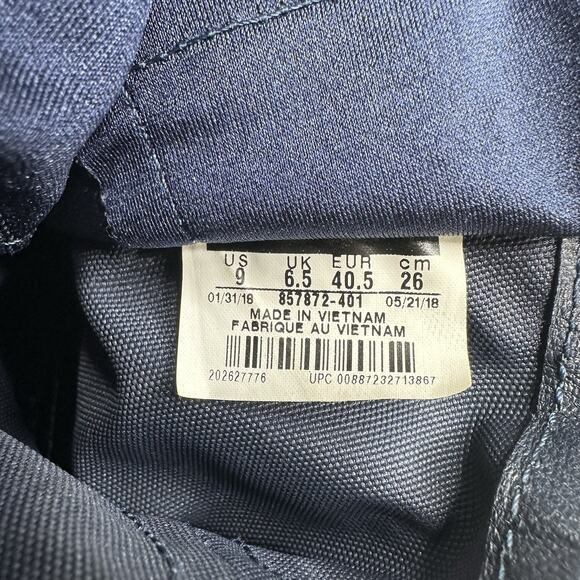 US UK EUR cm
9 6.5 40.5 26
01/31/18 857872-401 05/21/18
MADE IN VIETNAM
FABRIQUE AU VIETNAM
202627776 UPC 00887232713867